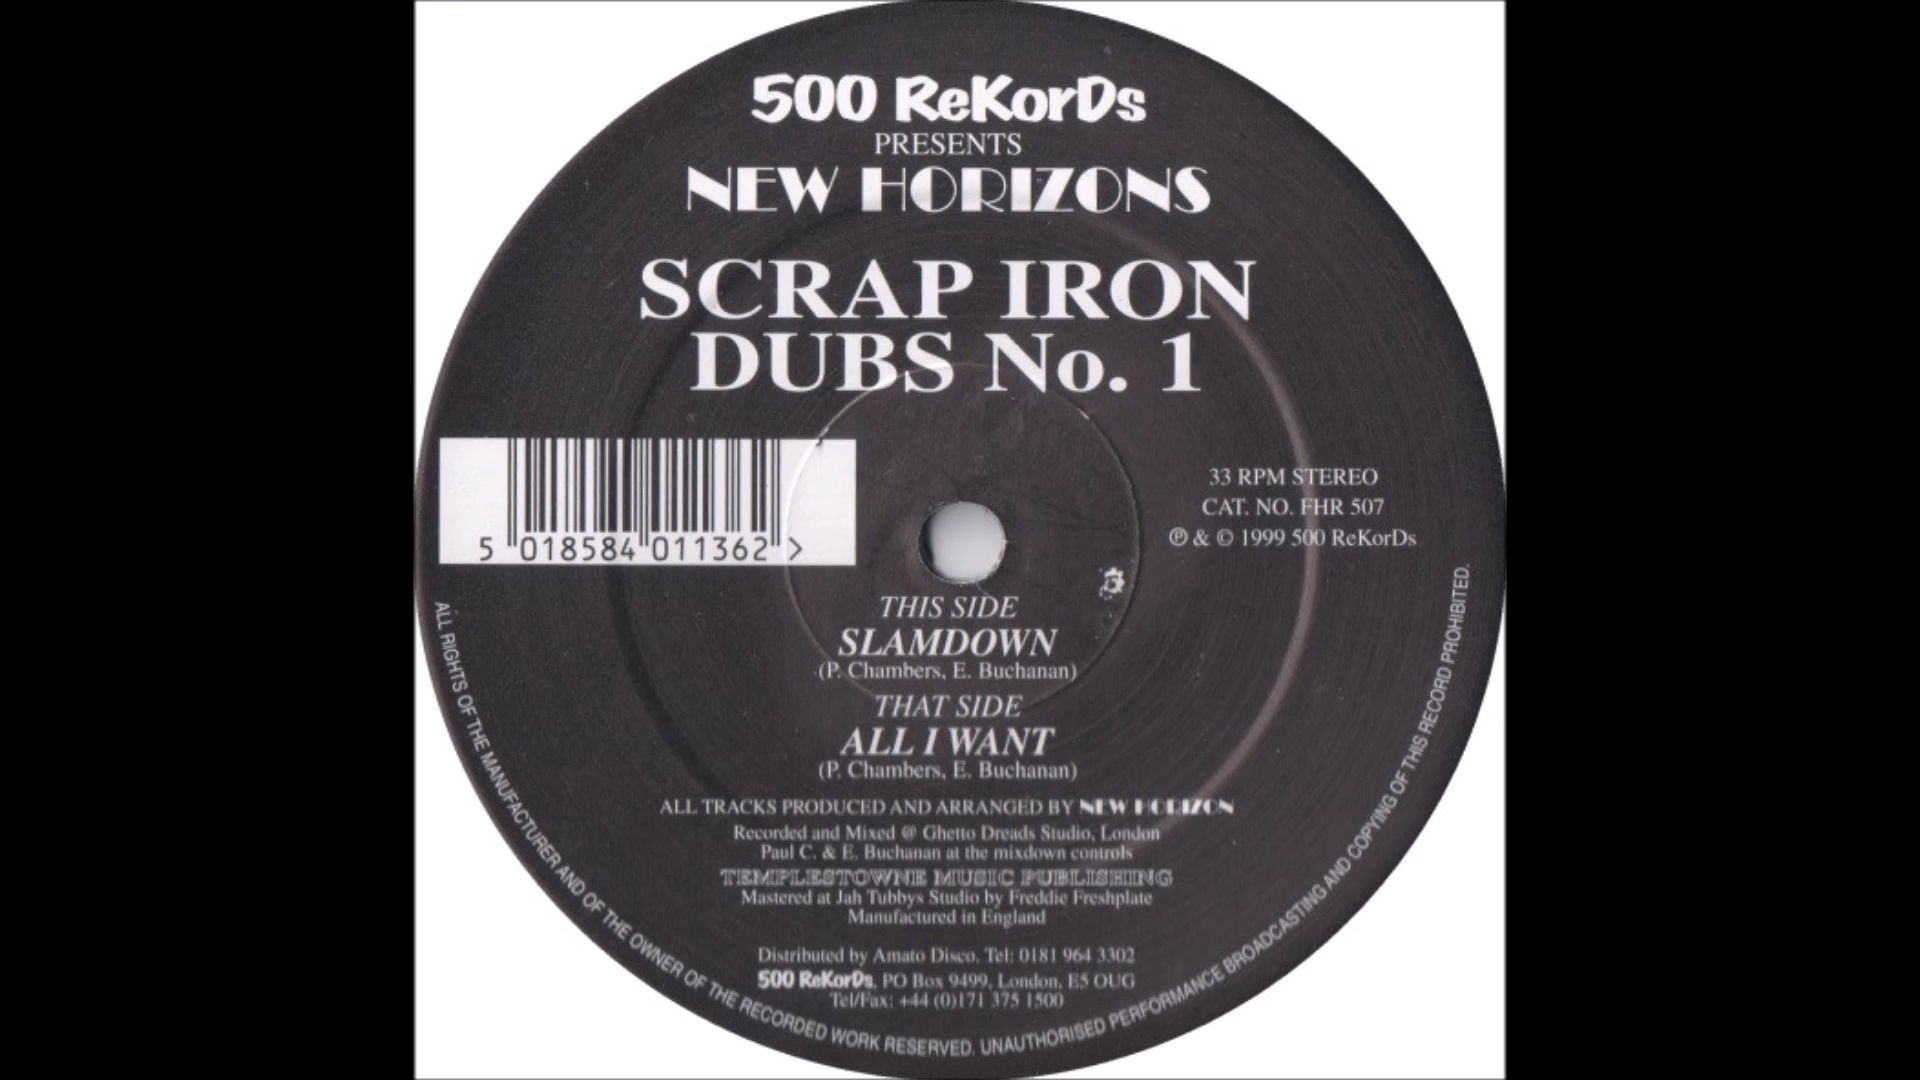 500 ReKorDs
PRESENTS
NEW HORIZONS
SCRAP IRON
DUBS No. 1
5 018584 011362 >
33 RPM STEREO
CAT. NO. FHR 507
℗ & © 1999 500 ReKorDs
THIS SIDE
SLAMDOWN
(P. Chambers, E. Buchanan)
THAT SIDE
ALL I WANT
(P. Chambers, E. Buchanan)
ALL TRACKS PRODUCED AND ARRANGED BY NEW HORIZON
Recorded and Mixed @ Ghetto Dreads Studio, London
Paul C. & E. Buchanan at the mixdown controls
TEMPLESTOWNE MUSIC PUBLISHING
Mastered at Jah Tubbys Studio by Freddie Freshplate
Manufactured in England
Distributed by Amato Disco. Tel: 0181 964 3302
500 ReKorDs, PO Box 9499, London, E5 OUG
Tel/Fax: +44 (0)171 375 1500
ALL RIGHTS OF THE MANUFACTURER AND OF THE OWNER OF THE RECORDED WORK RESERVED. UNAUTHORISED PERFORMANCE BROADCASTING AND COPYING OF THIS RECORD PROHIBITED.